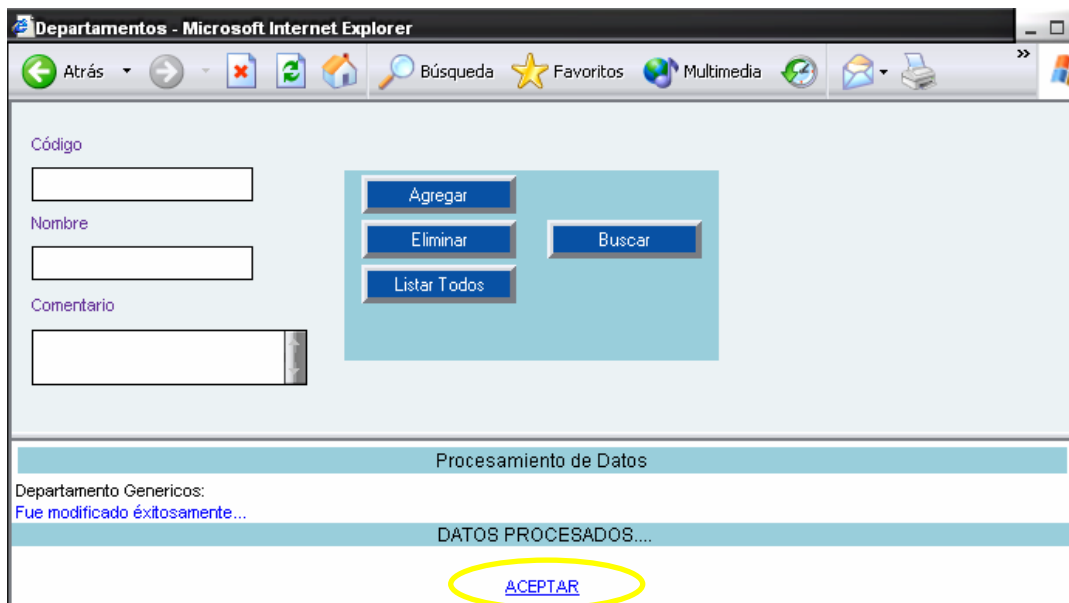 Departamentos - Microsoft Internet Explorer
Atrás Búsqueda Favoritos Multimedia »
Código
Nombre
Comentario
Agregar
Eliminar Buscar
Listar Todos
Procesamiento de Datos
Departamento Genericos:
Fue modificado éxitosamente...
DATOS PROCESADOS....
ACEPTAR